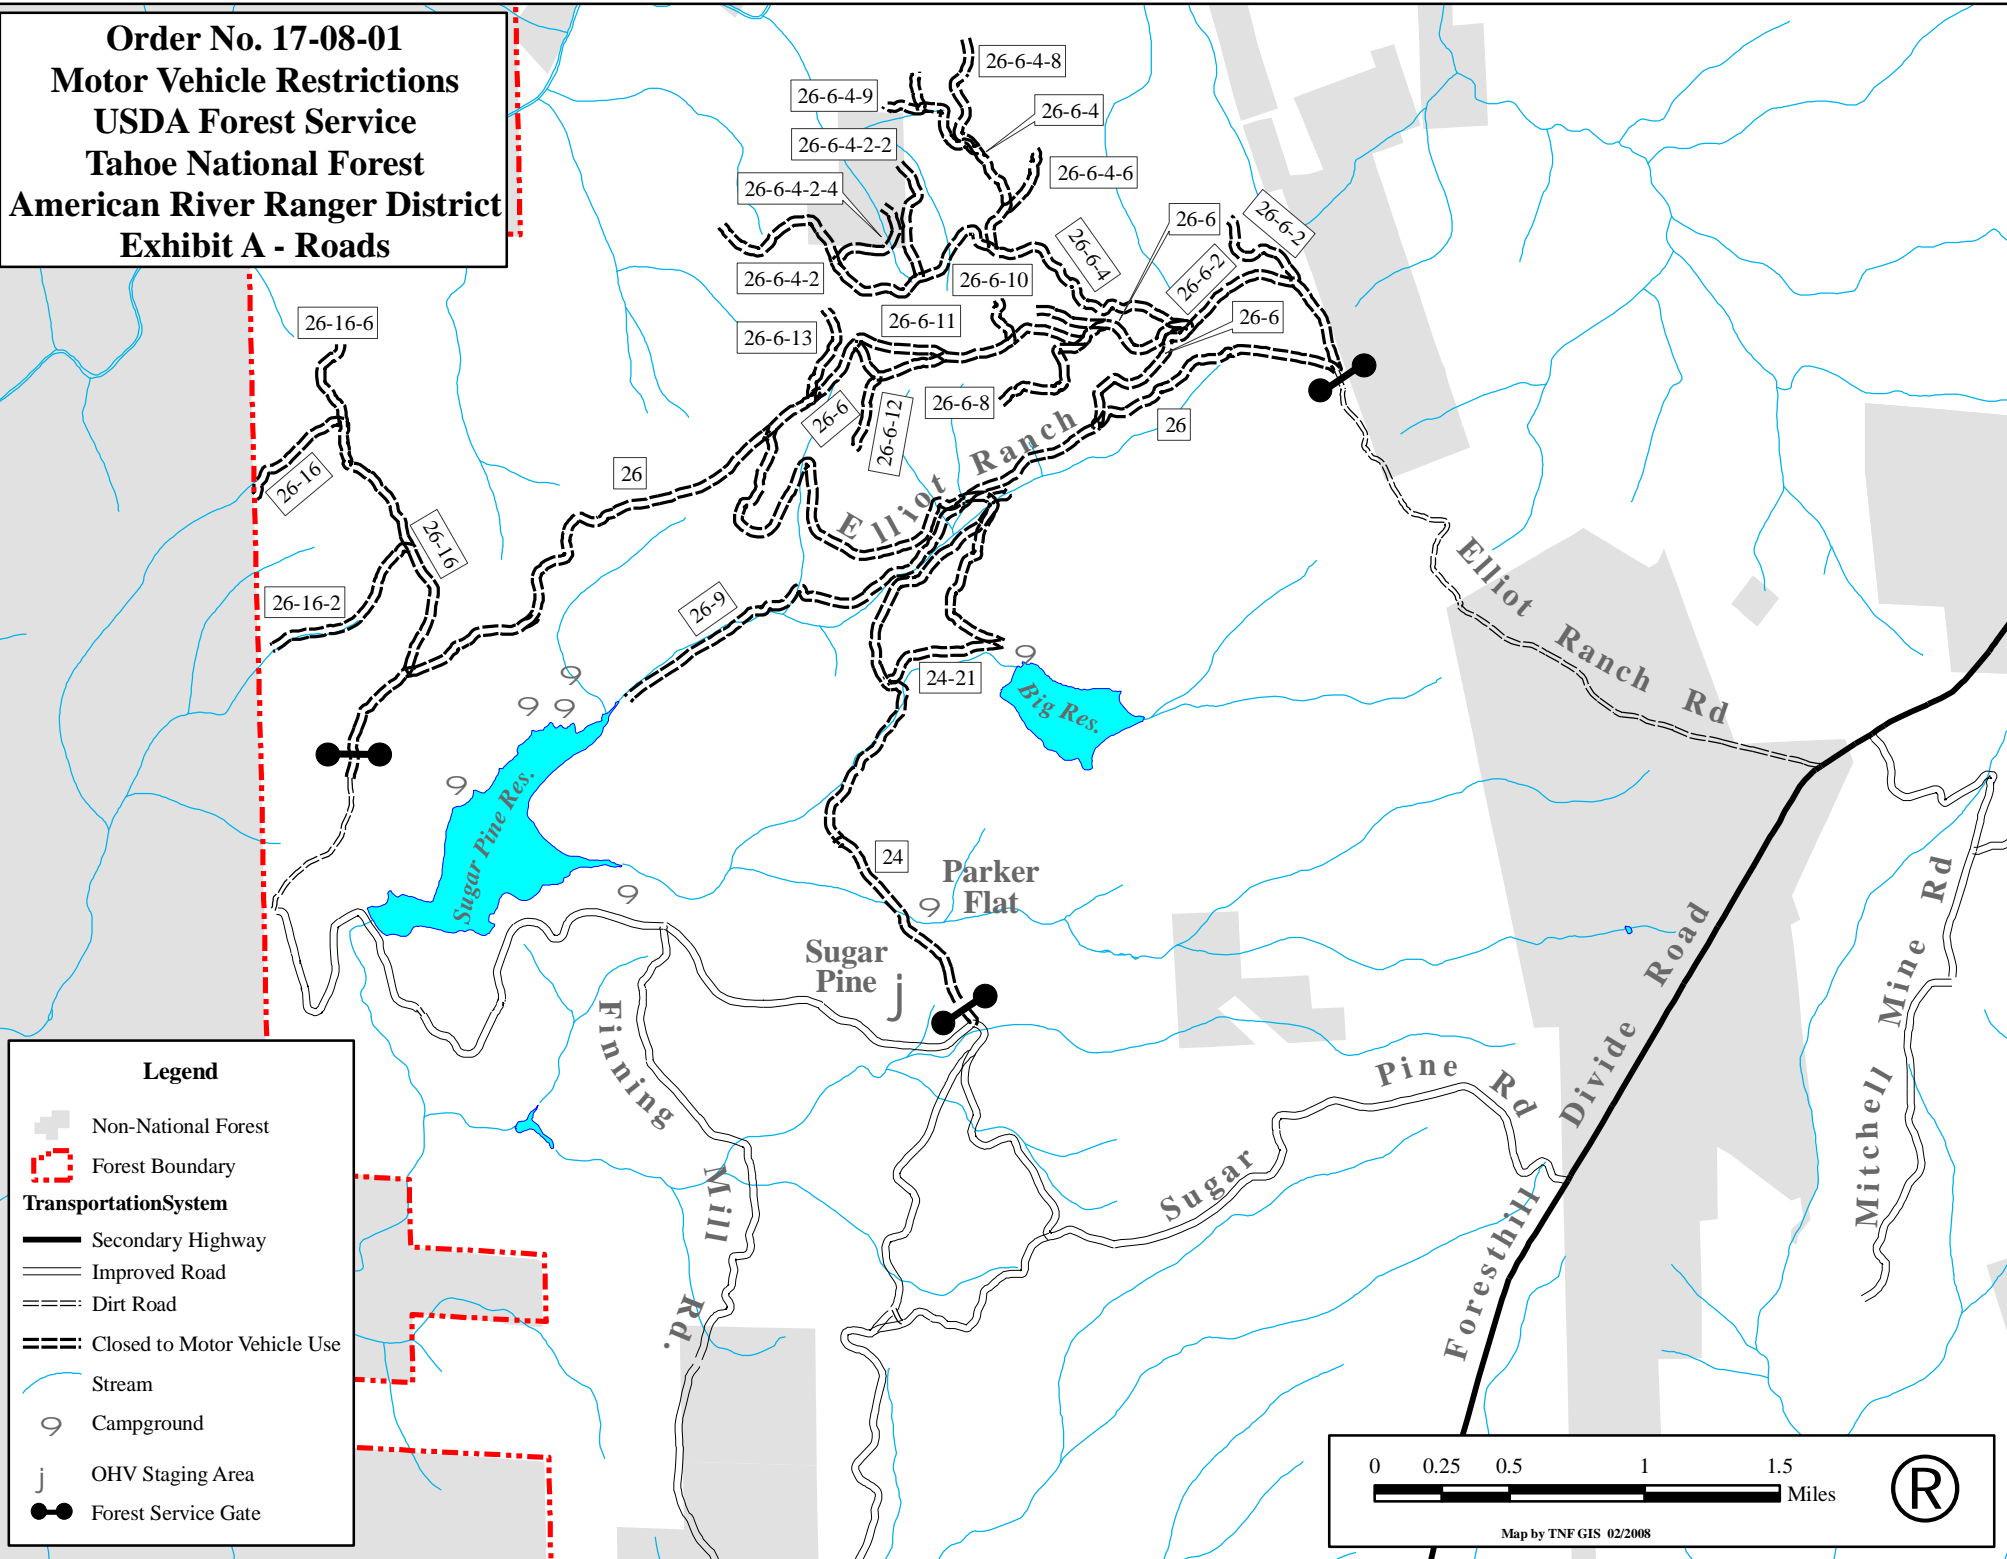 Order No. 17-08-01
Motor Vehicle Restrictions
USDA Forest Service
Tahoe National Forest
American River Ranger District
Exhibit A - Roads
26-6-4-8
26-6-4-9
26-6-4
26-6-4-2-2
26-6-4-6
26-6-4-2-4
26-6
26-6-2
26-6-4
26-6-4-2
26-6-10
26-6-2
26-16-6
26-6-13
26-6-11
26-6
26-6-8
26-6
26-6-12
26
26
26-16
26-16
Elliot Ranch
26-16-2
26-9
24-21
Big Res.
Elliot Ranch Rd
Sugar Pine Res.
24
Parker
Flat
Sugar
Pine
j
Finning Mill Rd.
Sugar Pine Rd
Foresthill Divide Road
Mitchell Mine Rd
9
9
9
9
9
9
9
Legend
Non-National Forest
Forest Boundary
TransportationSystem
Secondary Highway
Improved Road
Dirt Road
Closed to Motor Vehicle Use
Stream
9 Campground
j OHV Staging Area
Forest Service Gate
0 0.25 0.5 1 1.5
Miles
Map by TNF GIS 02/2008
®